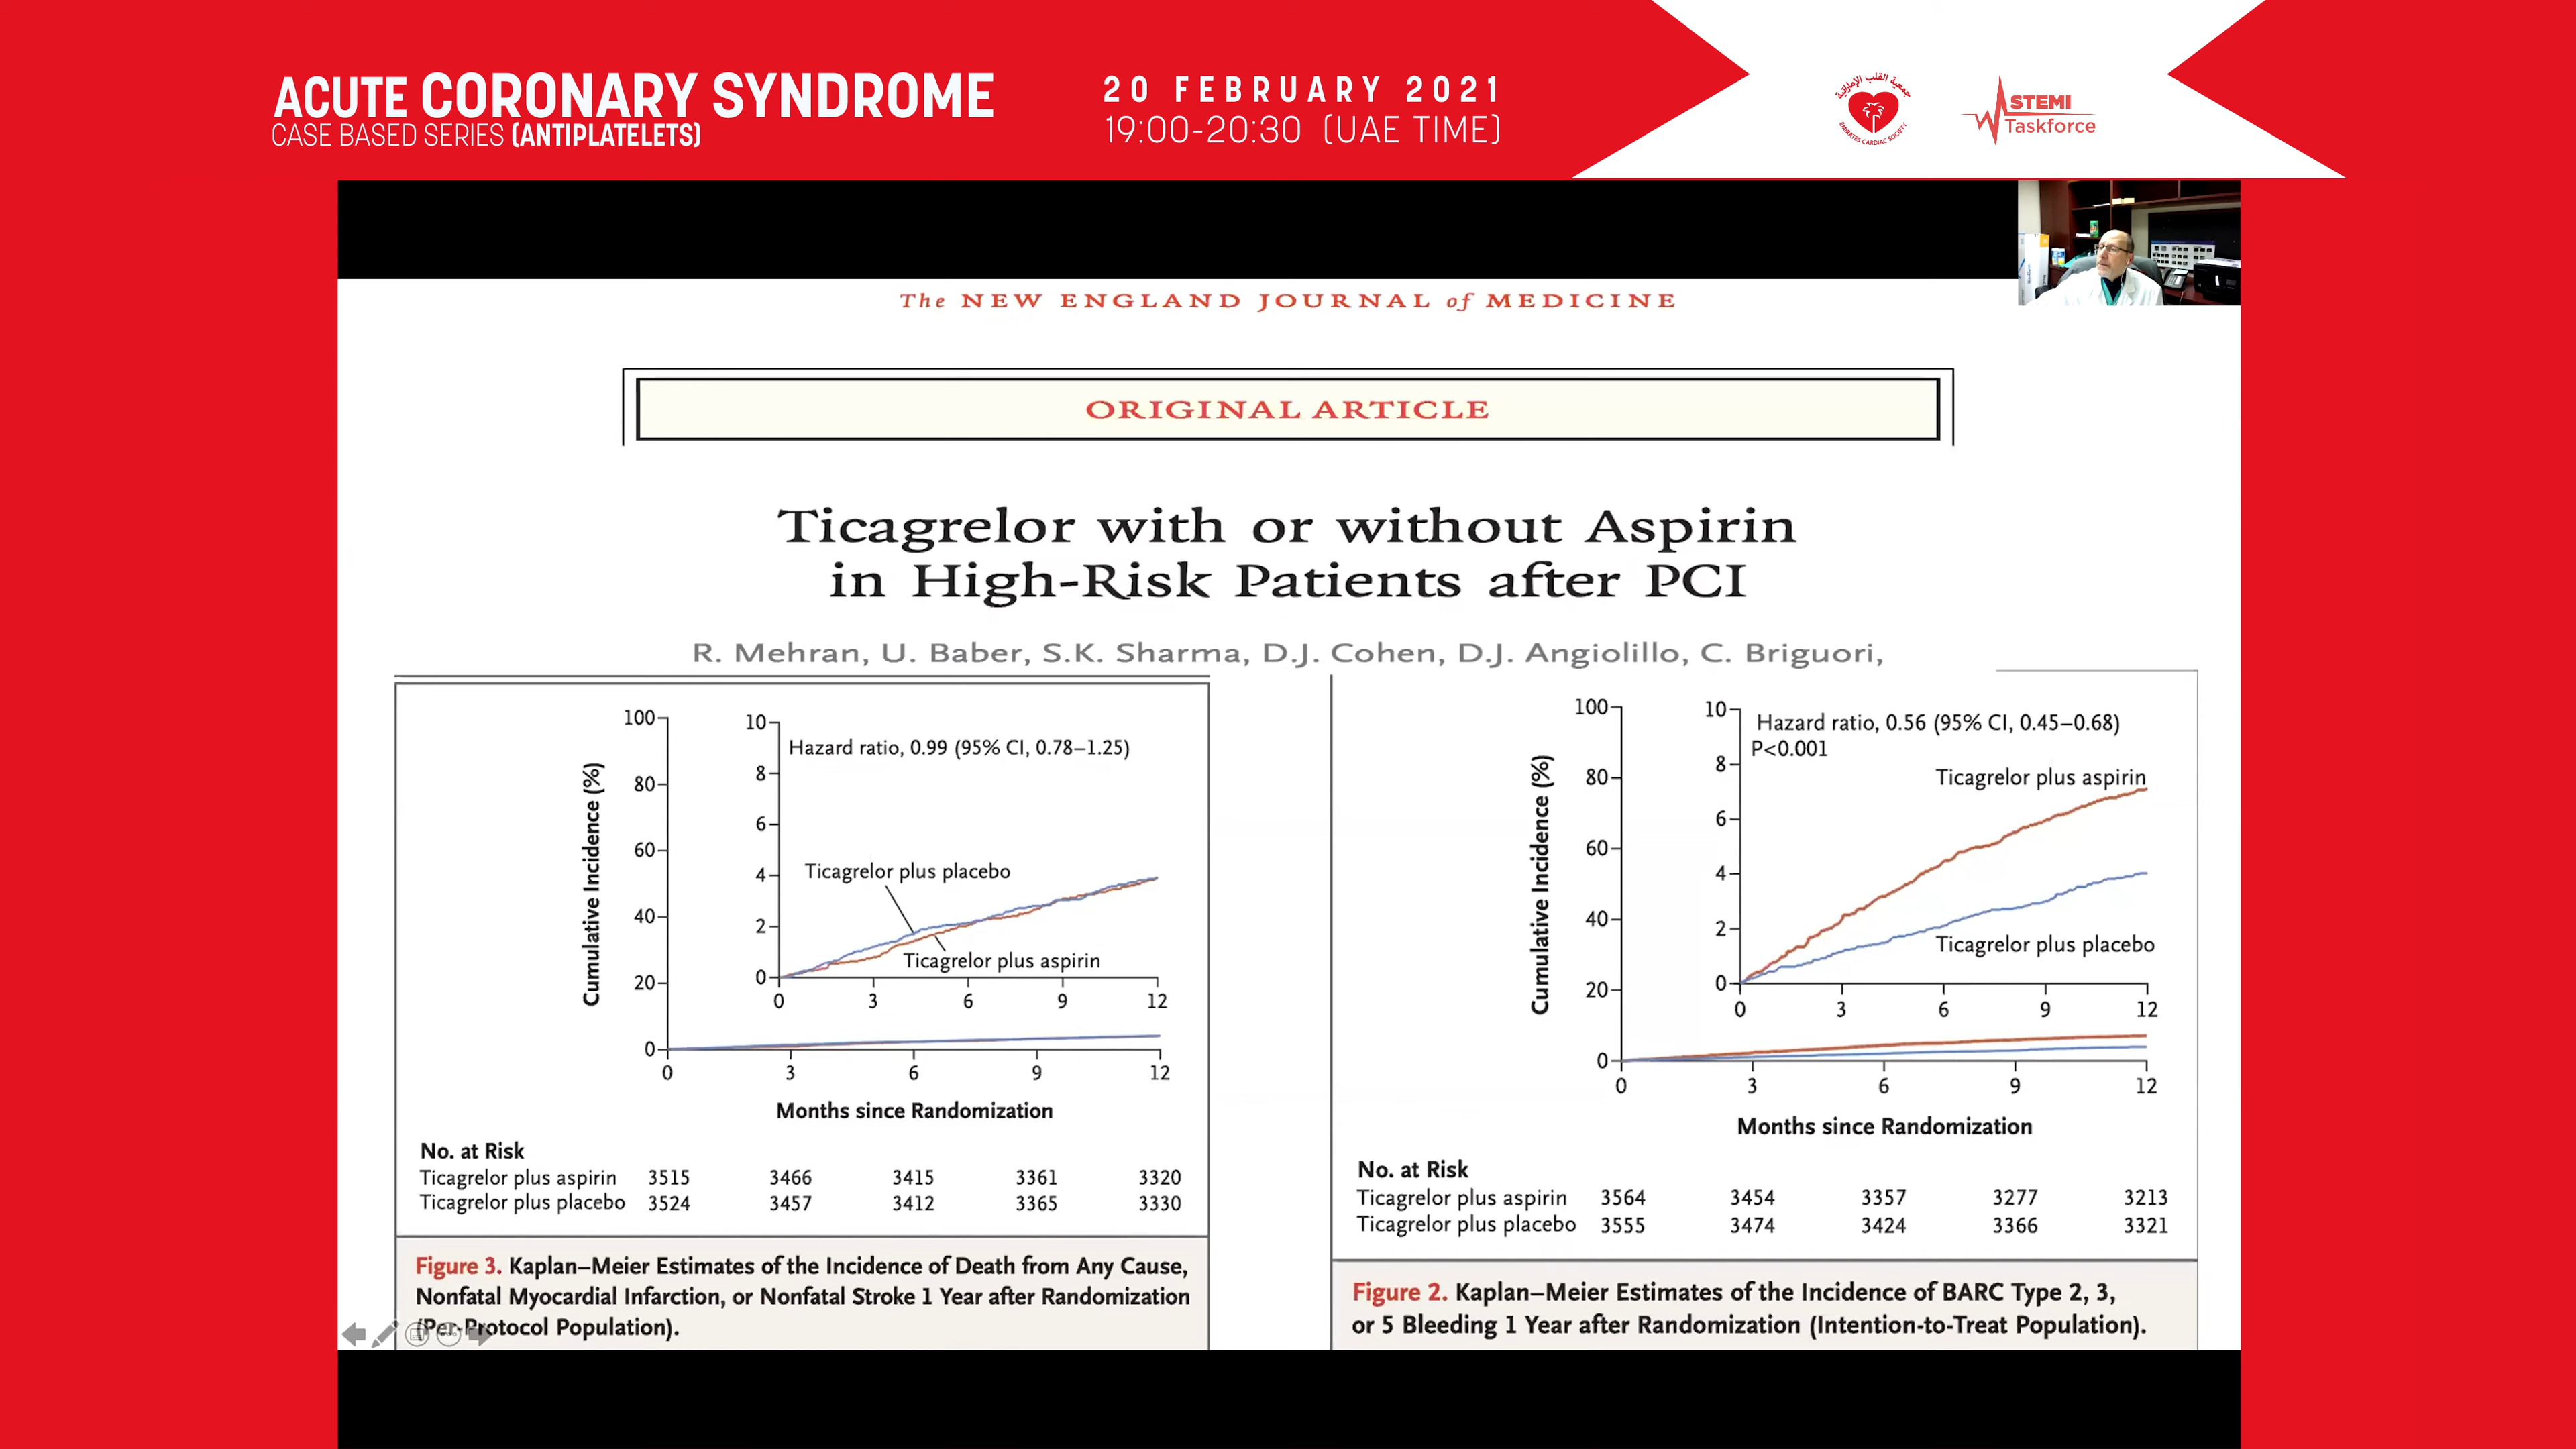 ACUTE CORONARY SYNDROME
CASE BASED SERIES (ANTIPLATELETS)
20 FEBRUARY 2021
19:00-20:30 (UAE TIME)
جمعية القلب الإماراتية
EMIRATES CARDIAC SOCIETY
STEMI
Taskforce
The NEW ENGLAND JOURNAL of MEDICINE
ORIGINAL ARTICLE
Ticagrelor with or without Aspirin
in High-Risk Patients after PCI
R. Mehran, U. Baber, S.K. Sharma, D.J. Cohen, D.J. Angiolillo, C. Briguori,
Cumulative Incidence (%)
100
80
60
40
20
0
0 3 6 9 12
10
8
6
4
2
0
0 3 6 9 12
Hazard ratio, 0.99 (95% CI, 0.78–1.25)
Ticagrelor plus placebo
Ticagrelor plus aspirin
Months since Randomization
No. at Risk
Ticagrelor plus aspirin 3515 3466 3415 3361 3320
Ticagrelor plus placebo 3524 3457 3412 3365 3330
Figure 3. Kaplan–Meier Estimates of the Incidence of Death from Any Cause,
Nonfatal Myocardial Infarction, or Nonfatal Stroke 1 Year after Randomization
(Per-Protocol Population).
Cumulative Incidence (%)
100
80
60
40
20
0
0 3 6 9 12
10
8
6
4
2
0
0 3 6 9 12
Hazard ratio, 0.56 (95% CI, 0.45–0.68)
P<0.001
Ticagrelor plus aspirin
Ticagrelor plus placebo
Months since Randomization
No. at Risk
Ticagrelor plus aspirin 3564 3454 3357 3277 3213
Ticagrelor plus placebo 3555 3474 3424 3366 3321
Figure 2. Kaplan–Meier Estimates of the Incidence of BARC Type 2, 3,
or 5 Bleeding 1 Year after Randomization (Intention-to-Treat Population).